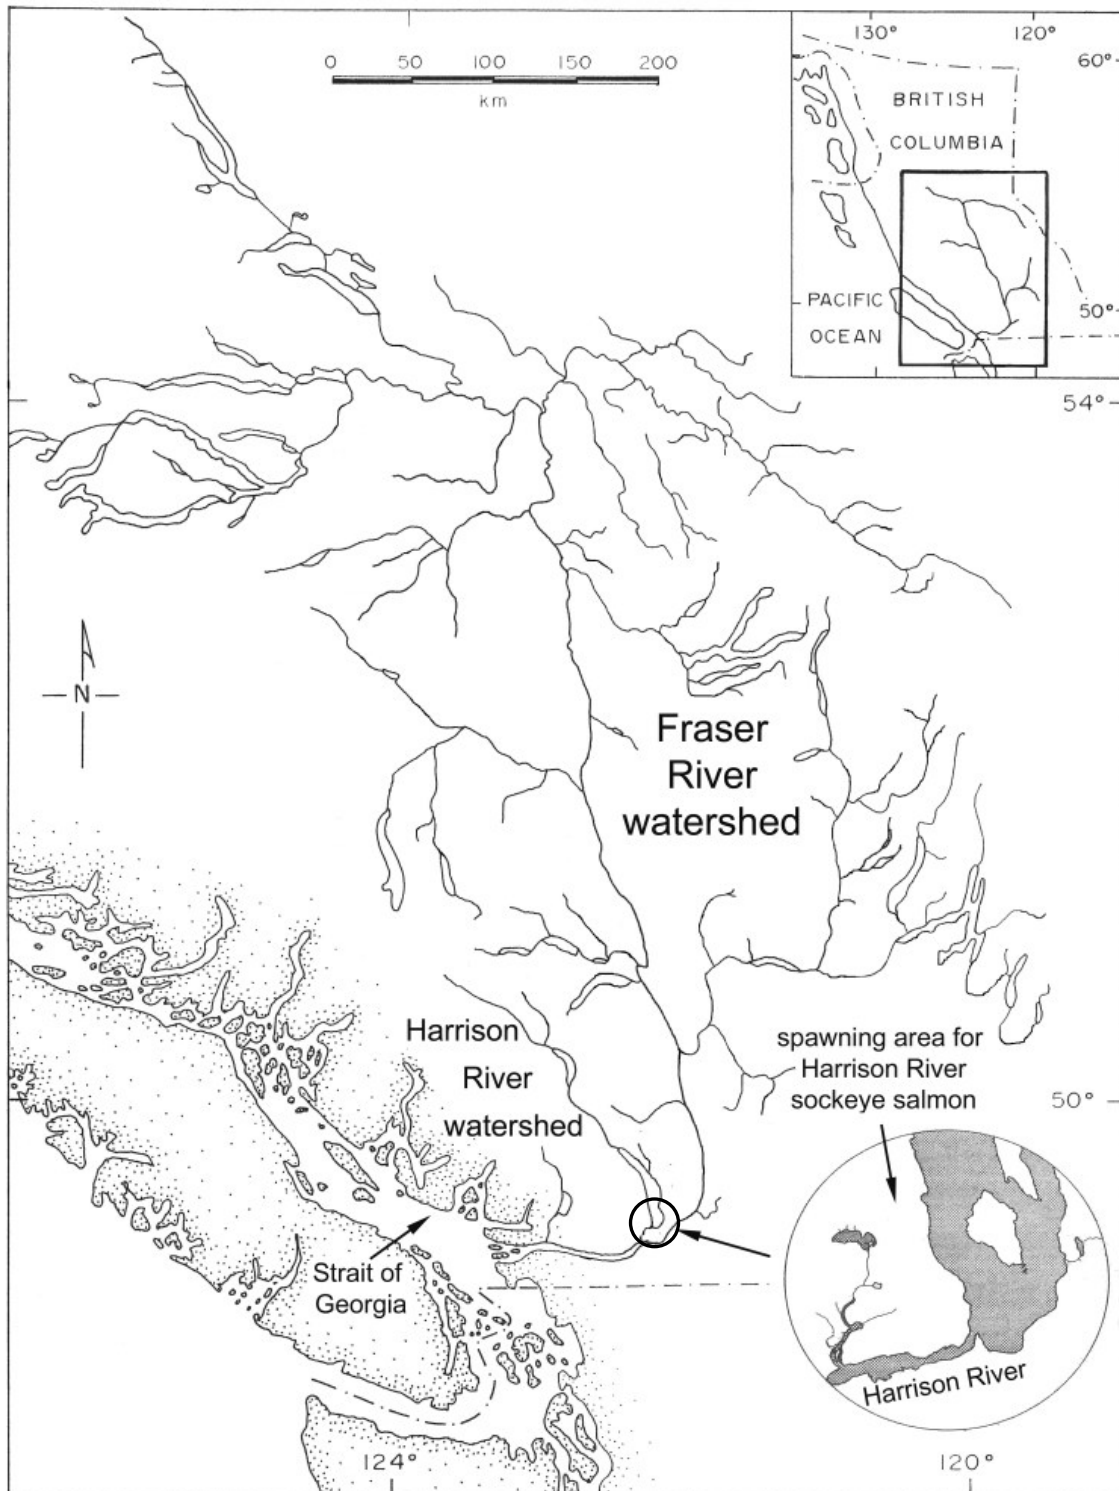 0 50 100 150 200
km
130° 120°
60°
BRITISH
COLUMBIA
PACIFIC
OCEAN
50°
54°
N
Fraser
River
watershed
Harrison
River
watershed
spawning area for
Harrison River
sockeye salmon
50°
Strait of
Georgia
Harrison River
124° 120°